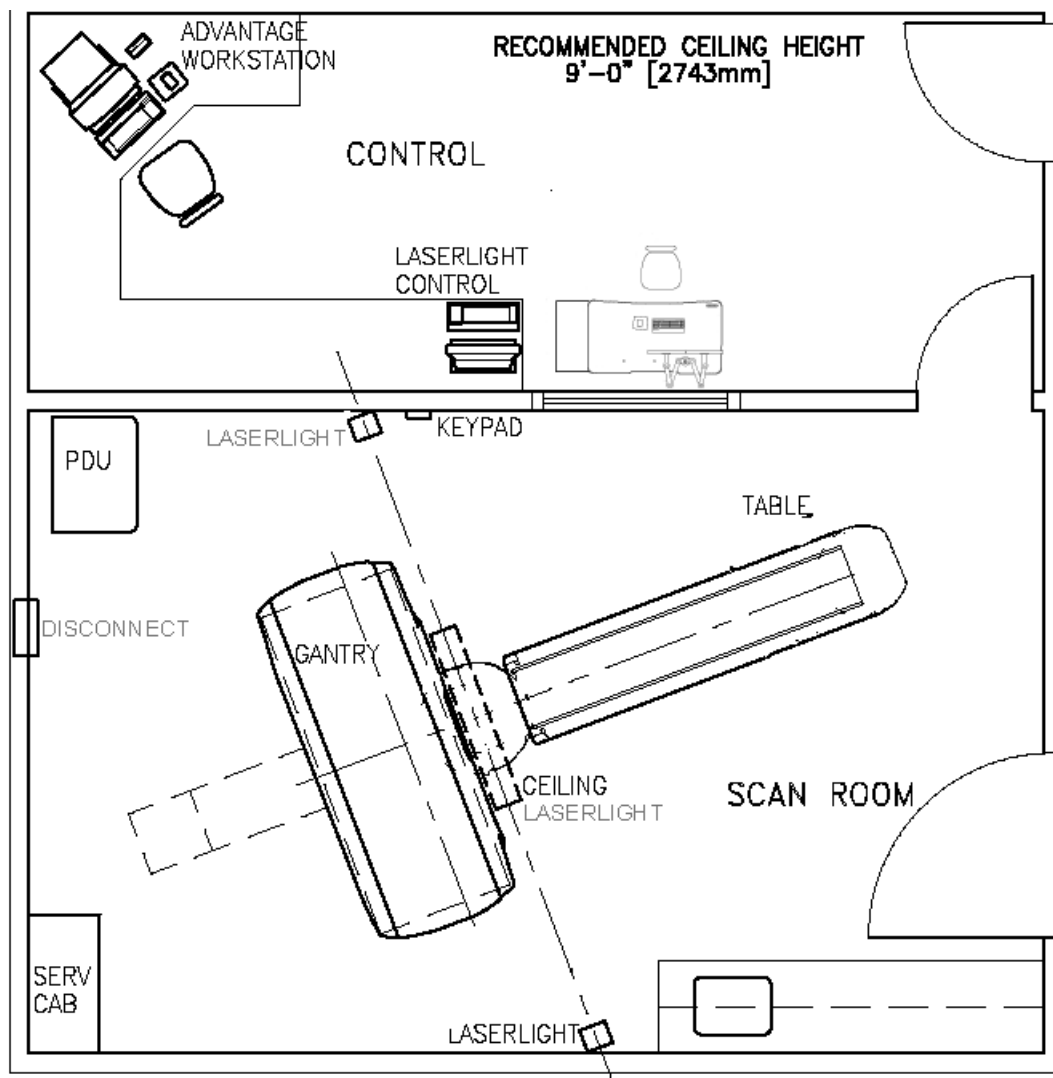 ADVANTAGE
WORKSTATION
RECOMMENDED CEILING HEIGHT
9'-0" [2743mm]
CONTROL
LASERLIGHT
CONTROL
LASERLIGHT
KEYPAD
PDU
TABLE
DISCONNECT
GANTRY
CEILING
LASERLIGHT
SCAN ROOM
SERV
CAB
LASERLIGHT